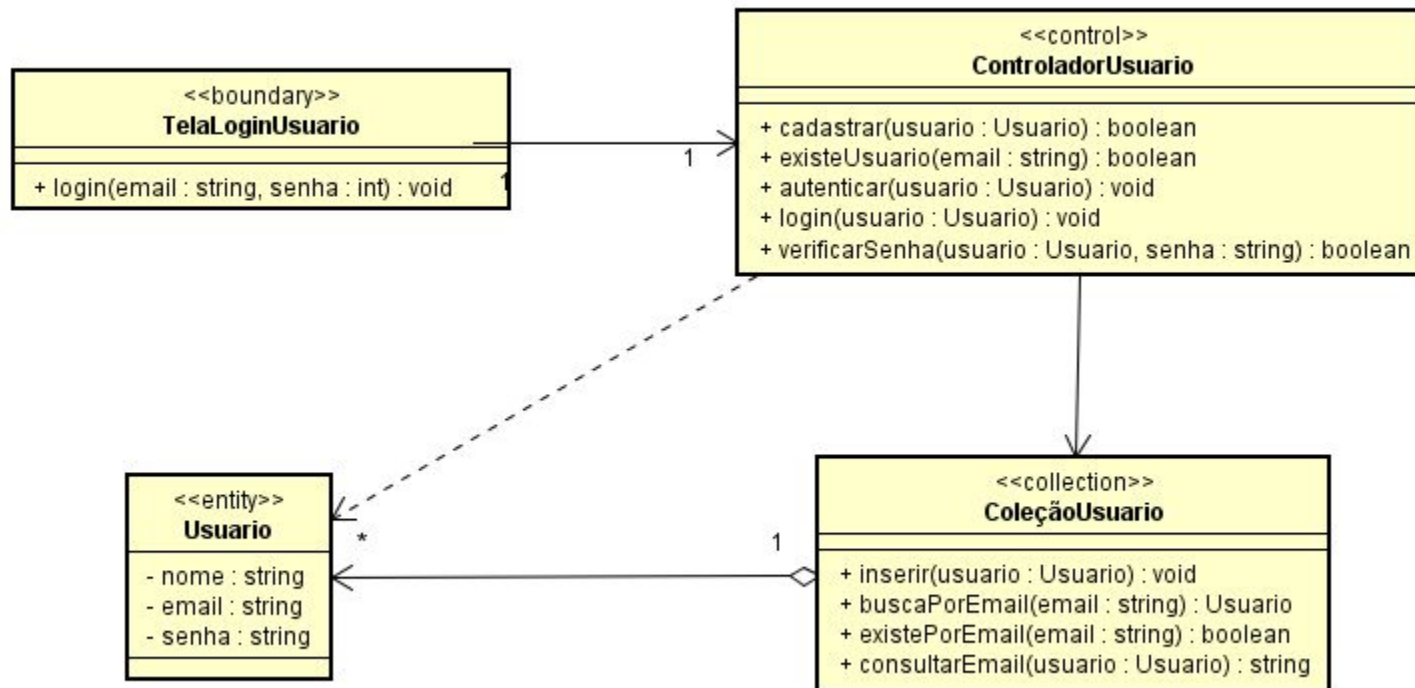 <<boundary>>
TelaLoginUsuario
+ login(email : string, senha : int) : void
1
1
<<control>>
ControladorUsuario
+ cadastrar(usuario : Usuario) : boolean
+ existeUsuario(email : string) : boolean
+ autenticar(usuario : Usuario) : void
+ login(usuario : Usuario) : void
+ verificarSenha(usuario : Usuario, senha : string) : boolean
<<entity>>
Usuario
- nome : string
- email : string
- senha : string
*
1
<<collection>>
ColeçãoUsuario
+ inserir(usuario : Usuario) : void
+ buscaPorEmail(email : string) : Usuario
+ existePorEmail(email : string) : boolean
+ consultarEmail(usuario : Usuario) : string